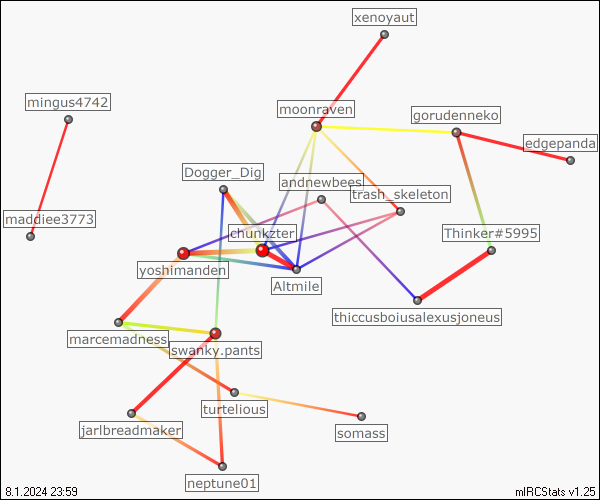 xenoyaut
mingus4742
moonraven
gorudenneko
edgepanda
Dogger_Dig
andnewbees
trash_skeleton
maddiee3773
chunkzter
Thinker#5995
yoshimanden
Altmile
thiccusboiusalexusjoneus
marcemadness
swanky.pants
turtelious
jarlbreadmaker
somass
neptune01
8.1.2024 23:59
mIRCStats v1.25